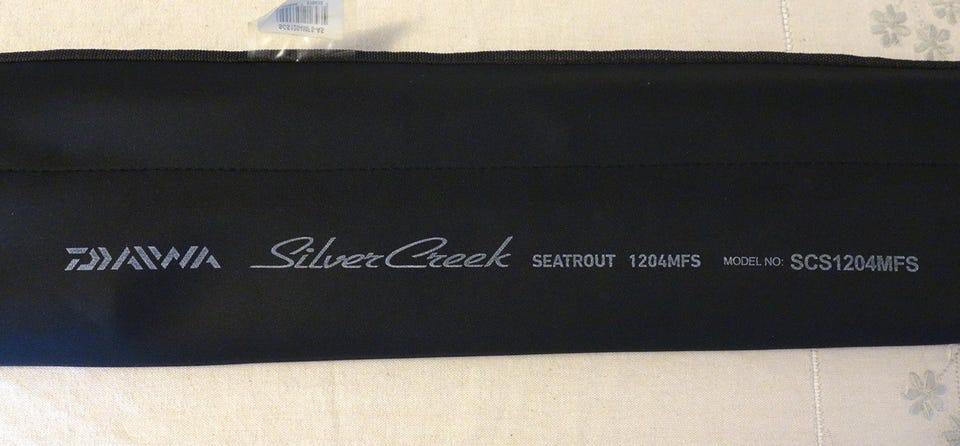 DAIWA Silver Creek SEATROUT 1204MFS MODEL NO: SCS1204MFS